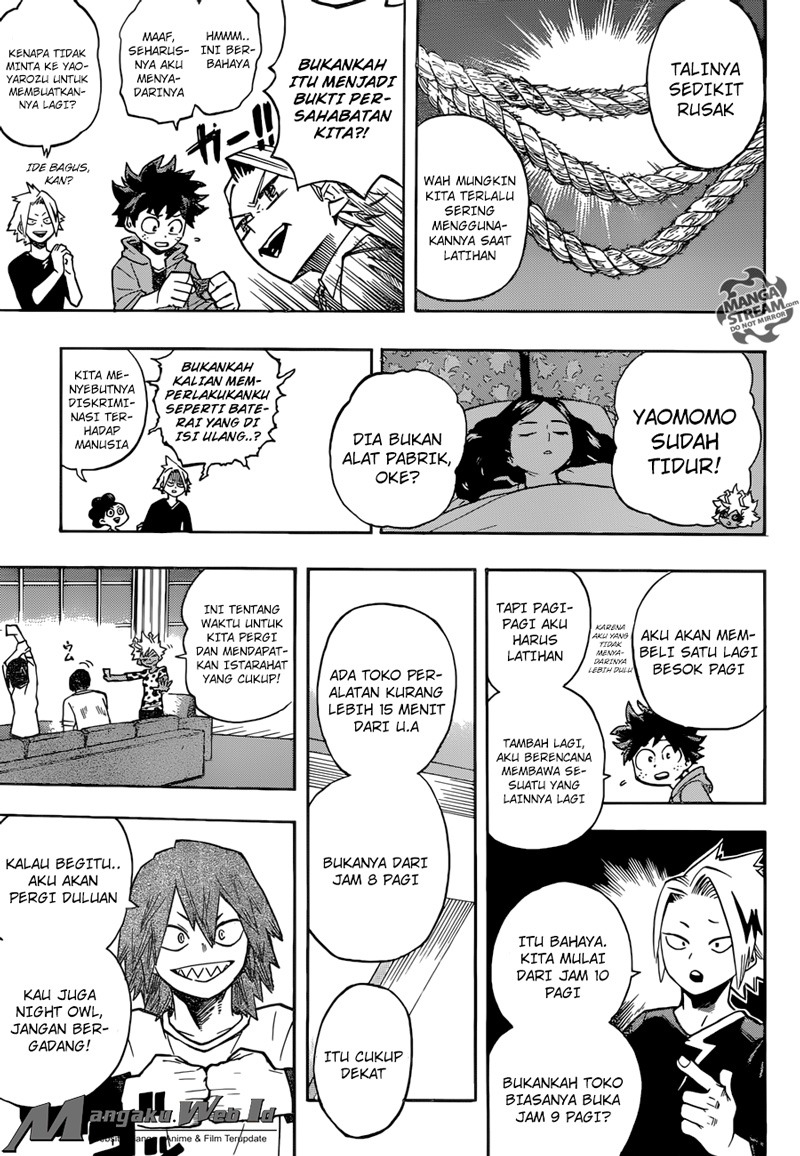 TALINYA
SEDIKIT
RUSAK
WAH MUNGKIN
KITA TERLALU
SERING
MENGGUNA-
KANNYA SAAT
LATIHAN
BUKANKAH
ITU MENJADI
BUKTI PER-
SAHABATAN
KITA?!
HMMM..
INI BER-
BAHAYA
MAAF,
SEHARUS-
NYA AKU
MENYA-
DARINYA
KENAPA TIDAK
MINTA KE YAO-
YAROZU UNTUK
MEMBUATKAN-
NYA LAGI?
IDE BAGUS,
KAN?
ガー!!
MANGA
STREAM.com
DO NOT MIRROR
YAOMOMO
SUDAH
TIDUR!
DIA BUKAN
ALAT PABRIK,
OKE?
BUKANKAH
KALIAN MEM-
PERLAKUKANKU
SEPERTI BATE-
RAI YANG DI
ISI ULANG..?
KITA ME-
NYEBUTNYA
DISKRIMI-
NASI TER-
HADAP
MANUSIA
AKU AKAN MEM-
BELI SATU LAGI
BESOK PAGI
KARENA
AKU YANG
TIDAK
MENYA-
DARINYA
LEBIH DULU
TAPI PAGI-
PAGI AKU
HARUS
LATIHAN
TAMBAH LAGI,
AKU BERENCANA
MEMBAWA SE-
SUATU YANG
LAINNYA LAGI
ITU BAHAYA.
KITA MULAI
DARI JAM 10
PAGI
BUKANKAH TOKO
BIASANYA BUKA
JAM 9 PAGI?
ADA TOKO PER-
ALATAN KURANG
LEBIH 15 MENIT
DARI U.A
BUKANYA DARI
JAM 8 PAGI
ITU CUKUP
DEKAT
INI TENTANG
WAKTU UNTUK
KITA PERGI
DAN MENDAPAT-
KAN ISTARAHAT
YANG CUKUP!
ウム
KALAU BEGITU..
AKU AKAN
PERGI DULUAN
KAU JUGA
NIGHT OWL,
JANGAN BER-
GADANG!
Mangaku.Web.Id
Anime & Film Terupdate